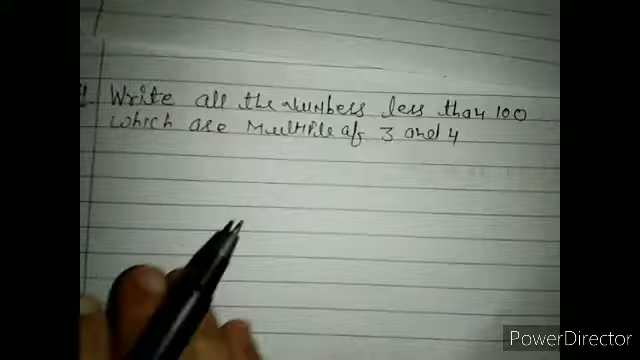 Write all the numbers less than 100
which are Multiple of 3 and 4
PowerDirector